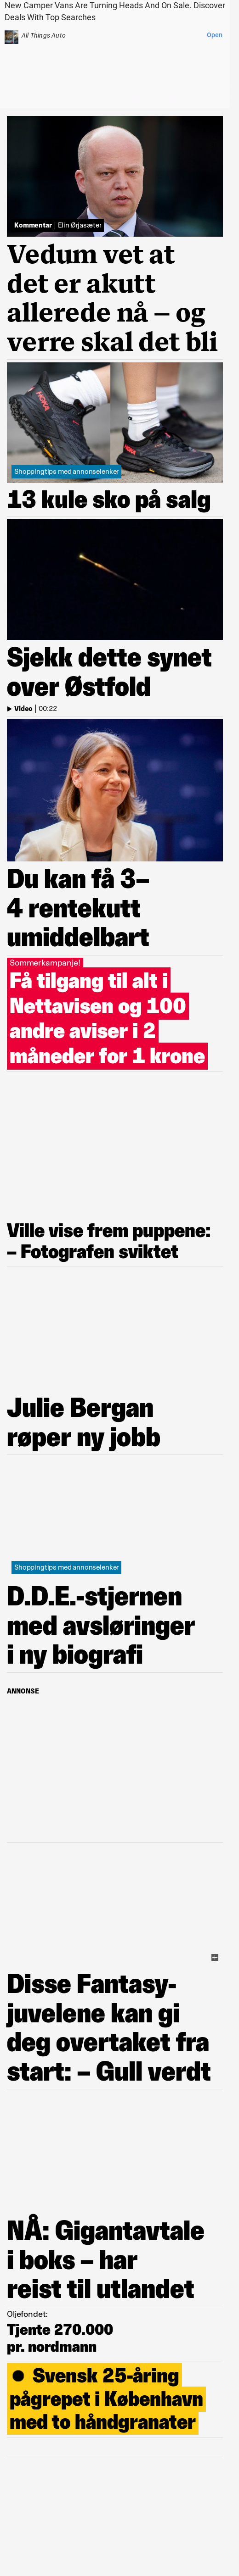 New Camper Vans Are Turning Heads And On Sale. Discover
Deals With Top Searches
All Things Auto
Open
Kommentar | Elin Ørjasæter
Vedum vet at
det er akutt
allerede nå – og
verre skal det bli
HOKA
Shoppingtips med annonselenker
13 kule sko på salg
Sjekk dette synet
over Østfold
Video | 00:22
Du kan få 3–
4 rentekutt
umiddelbart
Sommerkampanje!
Få tilgang til alt i
Nettavisen og 100
andre aviser i 2
måneder for 1 krone
Ville vise frem puppene:
– Fotografen sviktet
Julie Bergan
røper ny jobb
Shoppingtips med annonselenker
D.D.E.-stjernen
med avsløringer
i ny biografi
ANNONSE
Disse Fantasy-
juvelene kan gi
deg overtaket fra
start: – Gull verdt
NÅ: Gigantavtale
i boks – har
reist til utlandet
Oljefondet:
Tjente 270.000
pr. nordmann
Svensk 25-åring
pågrepet i København
med to håndgranater